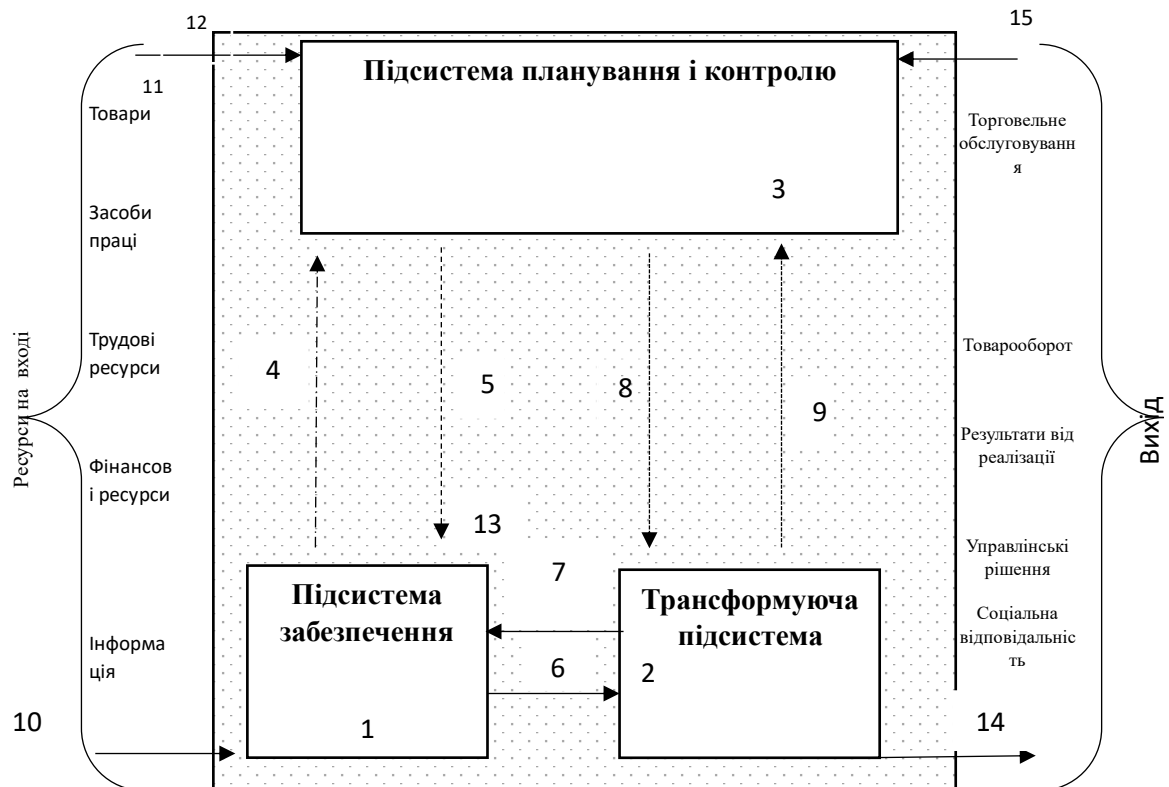 12
15
11
Підсистема планування і контролю
3
Ресурси на вході
Товари
Засоби
праці
Трудові
ресурси
Фінансов
і ресурси
Інформа
ція
10
4
5
8
9
13
7
6
Підсистема
забезпечення
1
Трансформуюча
підсистема
2
Торговельне
обслуговуванн
я
Товарооборот
Результати від
реалізації
Управлінські
рішення
Соціальна
відповідальніс
ть
14
Вихід